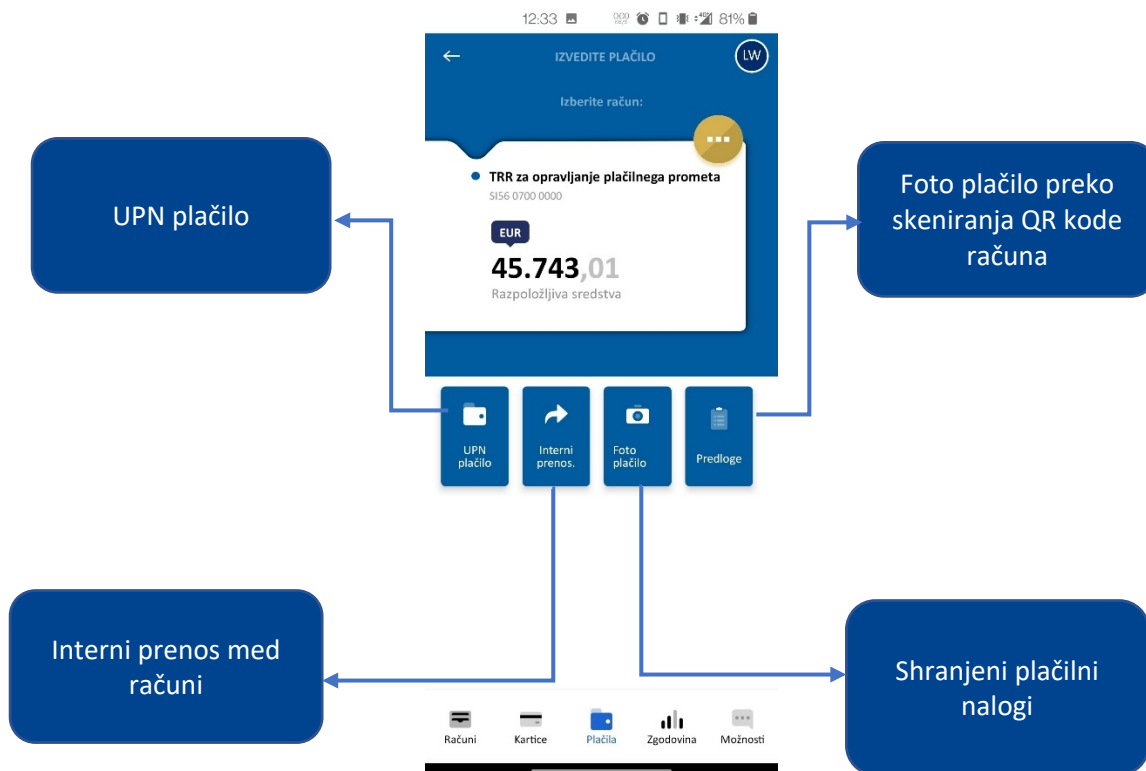 12:33
81%
IZVEDITE PLAČILO
LW
Izberite račun:
TRR za opravljanje plačilnega prometa
SI56 0700 0000
EUR
45.743,01
Razpoložljiva sredstva
UPN plačilo
Foto plačilo preko
skeniranja QR kode
računa
UPN
plačilo
Interni
prenos.
Foto
plačilo
Predloge
Interni prenos med
računi
Shranjeni plačilni
nalogi
Računi
Kartice
Plačila
Zgodovina
Možnosti